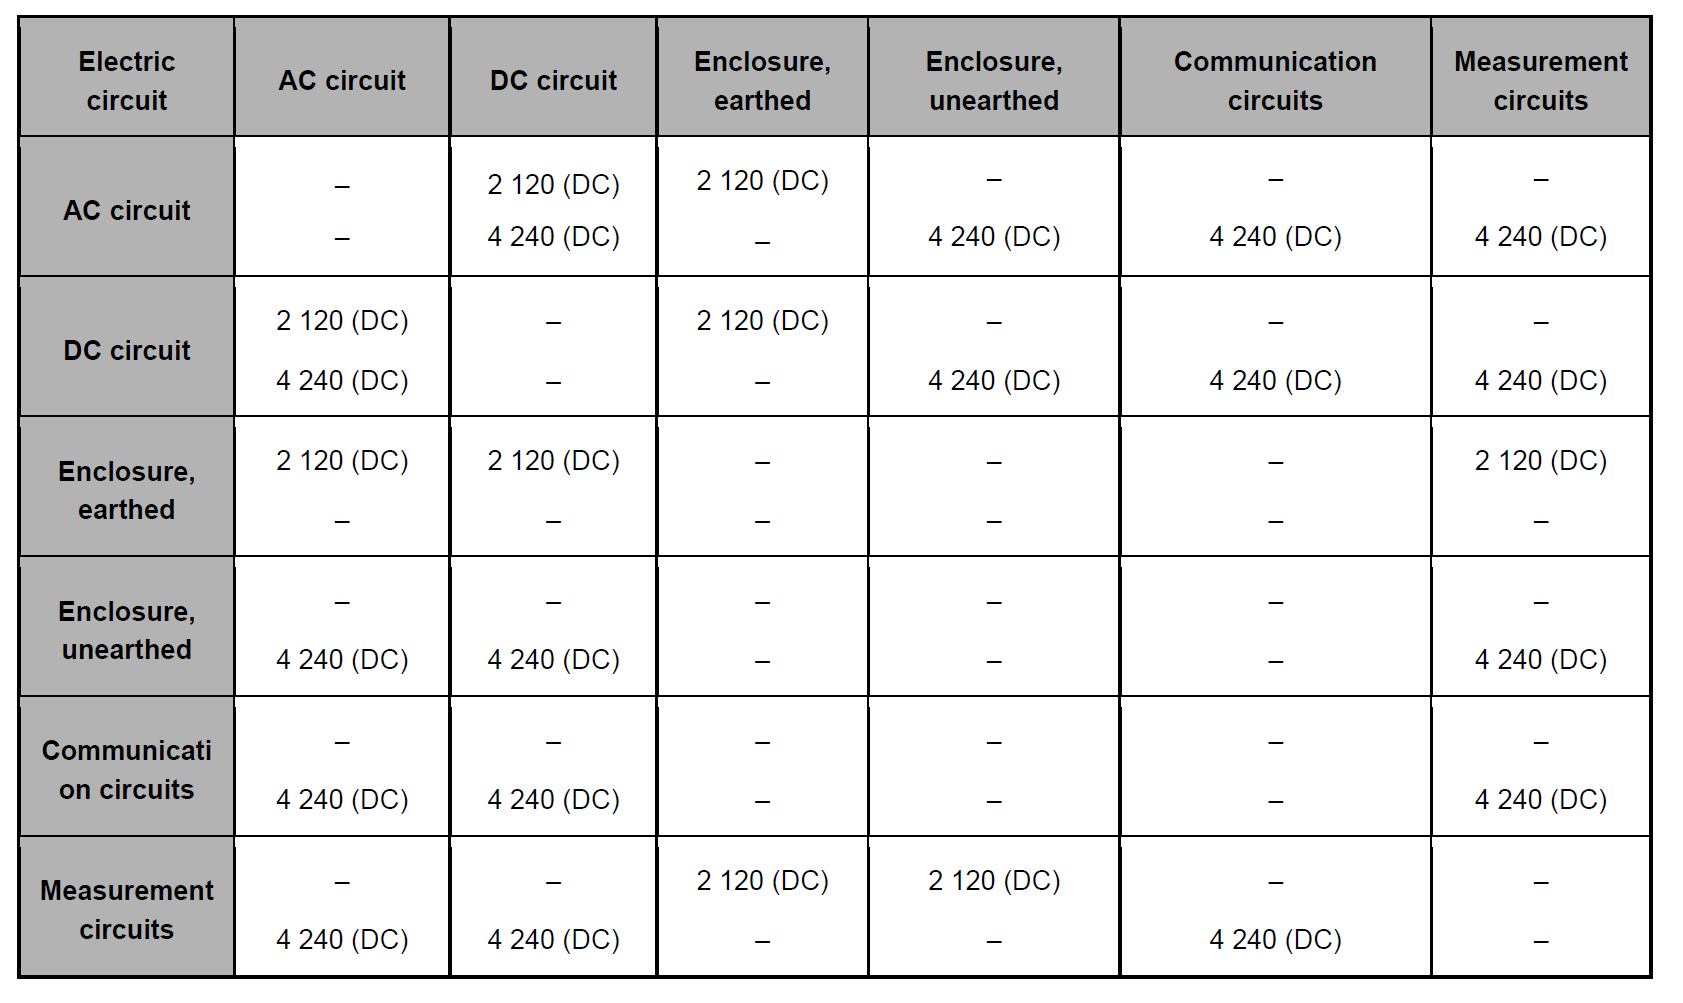 Electric
circuit
AC circuit
DC circuit
Enclosure,
earthed
Enclosure,
unearthed
Communication
circuits
Measurement
circuits
AC circuit
–
–
2 120 (DC)
4 240 (DC)
2 120 (DC)
–
–
4 240 (DC)
–
4 240 (DC)
–
4 240 (DC)
DC circuit
2 120 (DC)
4 240 (DC)
–
–
2 120 (DC)
–
–
4 240 (DC)
–
4 240 (DC)
–
4 240 (DC)
Enclosure,
earthed
2 120 (DC)
–
2 120 (DC)
–
–
–
–
–
–
–
2 120 (DC)
–
Enclosure,
unearthed
–
4 240 (DC)
–
4 240 (DC)
–
–
–
–
–
–
–
4 240 (DC)
Communicati
on circuits
–
4 240 (DC)
–
4 240 (DC)
–
–
–
–
–
–
–
4 240 (DC)
Measurement
circuits
–
4 240 (DC)
–
4 240 (DC)
2 120 (DC)
–
2 120 (DC)
–
–
4 240 (DC)
–
–